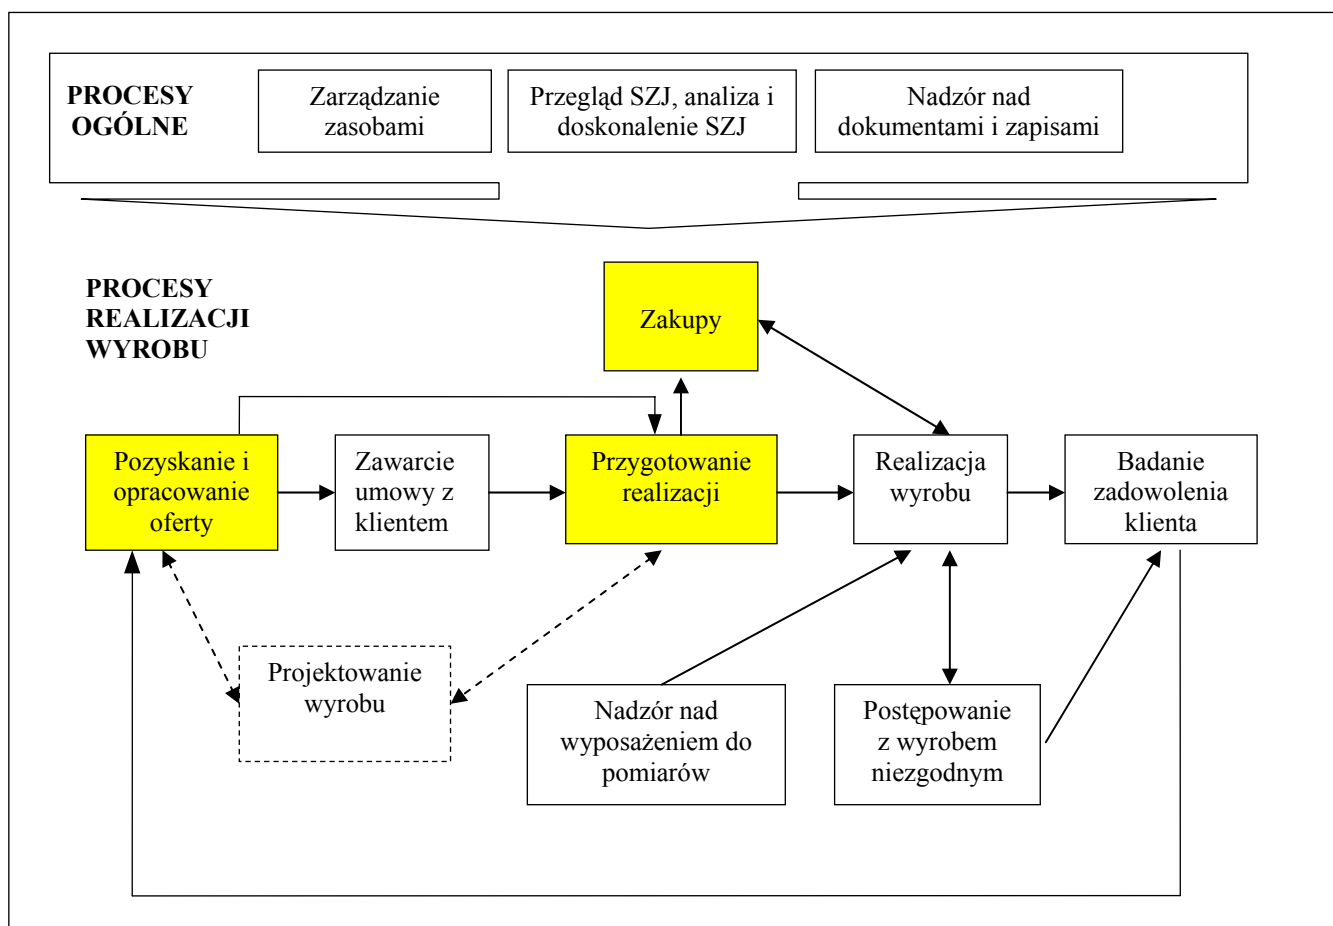 PROCESY
OGÓLNE
Zarządzanie
zasobami
Przegląd SZJ, analiza i
doskonalenie SZJ
Nadzór nad
dokumentami i zapisami
PROCESY
REALIZACJI
WYROBU
Zakupy
Pozyskanie i
opracowanie
oferty
Zawarcie
umowy z
klientem
Przygotowanie
realizacji
Realizacja
wyrobu
Badanie
zadowolenia
klienta
Projektowanie
wyrobu
Nadzór nad
wyposażeniem do
pomiarów
Postępowanie
z wyrobem
niezgodnym